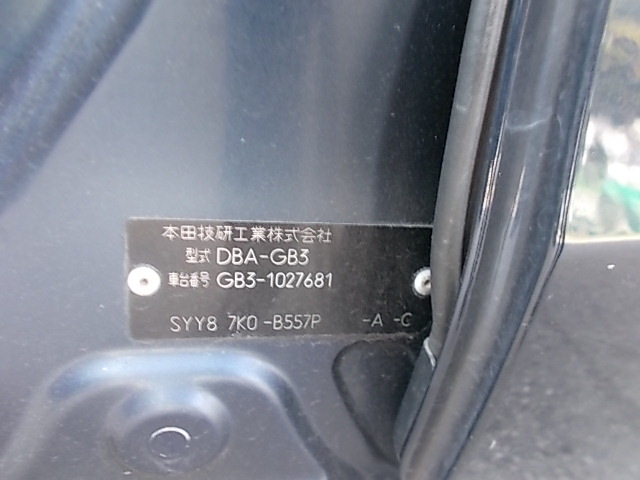 本田技研工業株式会社
型式 DBA-GB3
車台番号 GB3-1027681
SYY8 7K0 -B557P -A -C